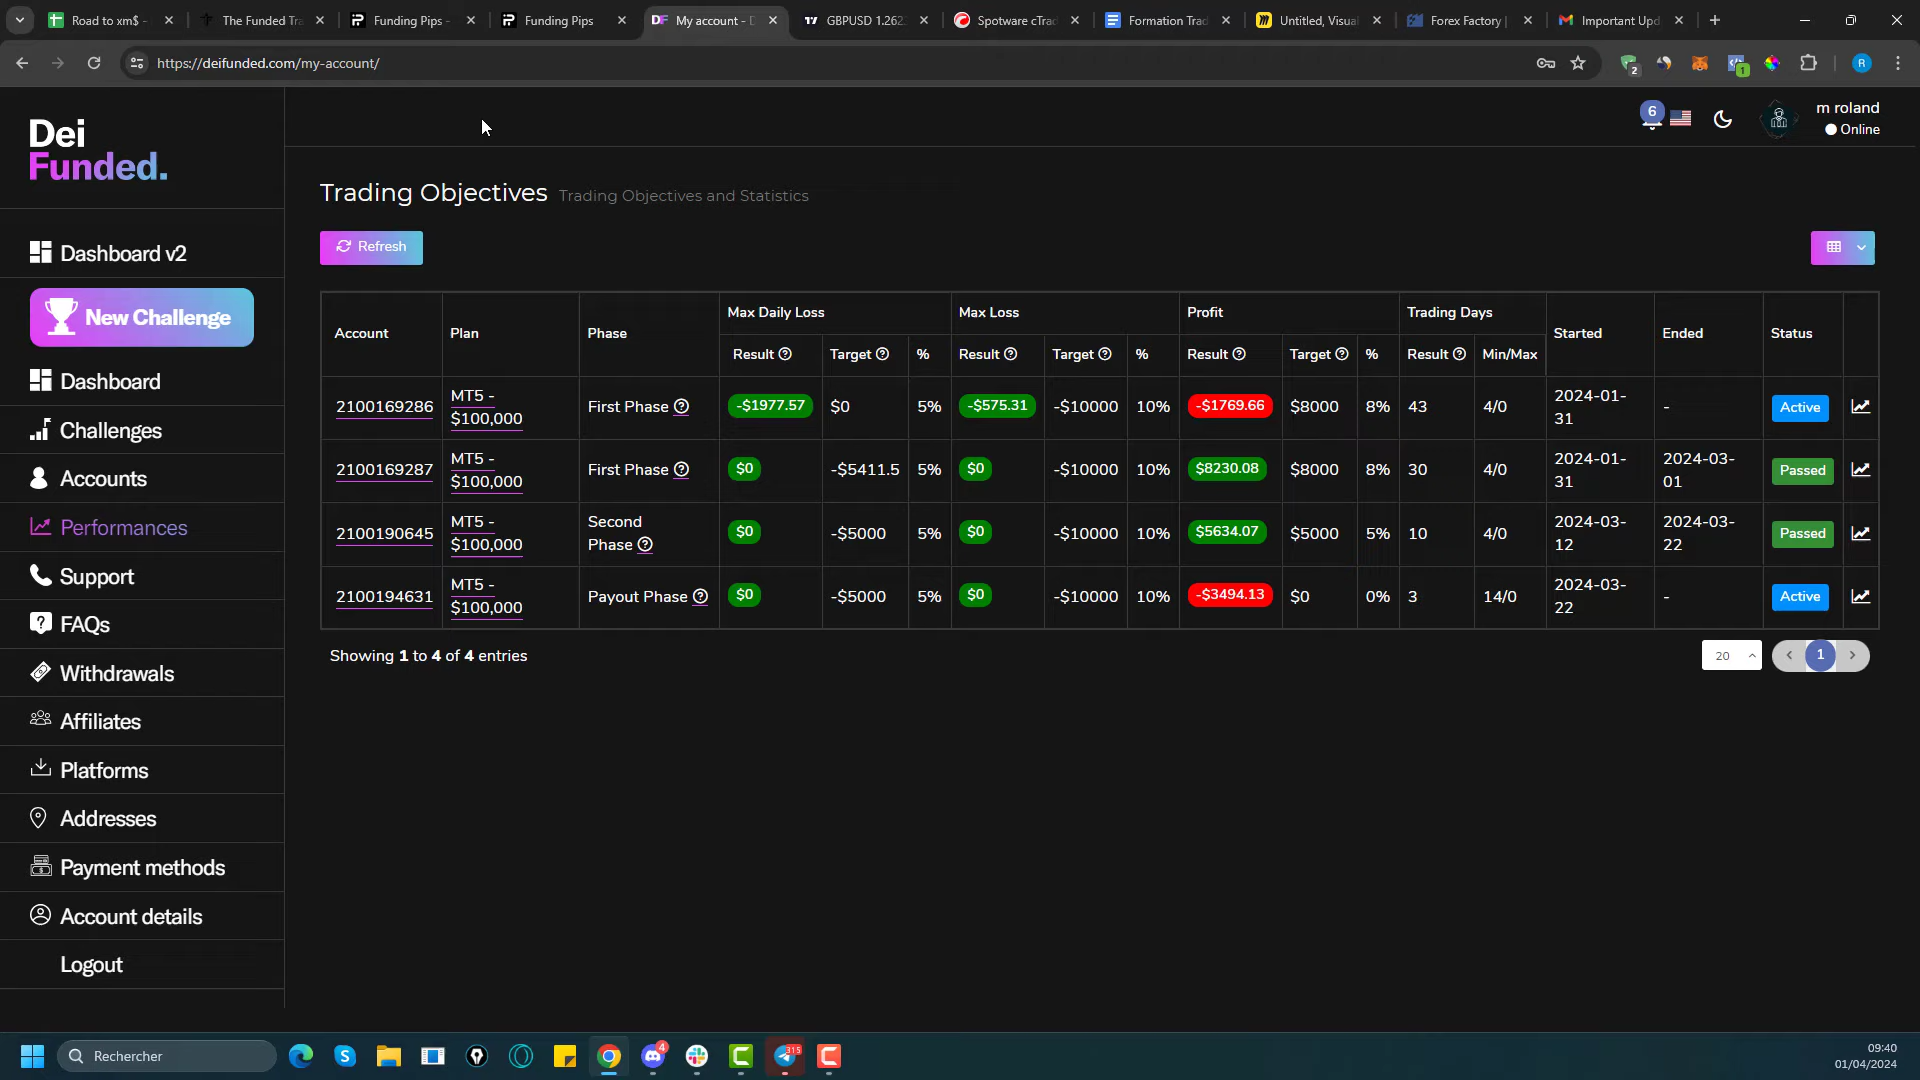 Road to xm$ -
The Funded Tra
Funding Pips -
Funding Pips
My account - D
GBPUSD 1.262
Spotware cTrad
Formation Trad
Untitled, Visual
Forex Factory |
Important Upd
https://deifunded.com/my-account/
2
1
R
Dei
Funded.
6
m roland
Online
Dashboard v2
New Challenge
Dashboard
Challenges
Accounts
Performances
Support
FAQs
Withdrawals
Affiliates
Platforms
Addresses
Payment methods
Account details
Logout
Trading Objectives Trading Objectives and Statistics
Refresh
Account Plan Phase Max Daily Loss Max Loss Profit Trading Days Started Ended Status
Result Target % Result Target % Result Target % Result Min/Max
2100169286 MT5 - $100,000 First Phase -$1977.57 $0 5% -$575.31 -$10000 10% -$1769.66 $8000 8% 43 4/0 2024-01-31 - Active
2100169287 MT5 - $100,000 First Phase $0 -$5411.5 5% $0 -$10000 10% $8230.08 $8000 8% 30 4/0 2024-01-31 2024-03-01 Passed
2100190645 MT5 - $100,000 Second Phase $0 -$5000 5% $0 -$10000 10% $5634.07 $5000 5% 10 4/0 2024-03-12 2024-03-22 Passed
2100194631 MT5 - $100,000 Payout Phase $0 -$5000 5% $0 -$10000 10% -$3494.13 $0 0% 3 14/0 2024-03-22 - Active
Showing 1 to 4 of 4 entries
20
1
Rechercher
4
315
09:40
01/04/2024